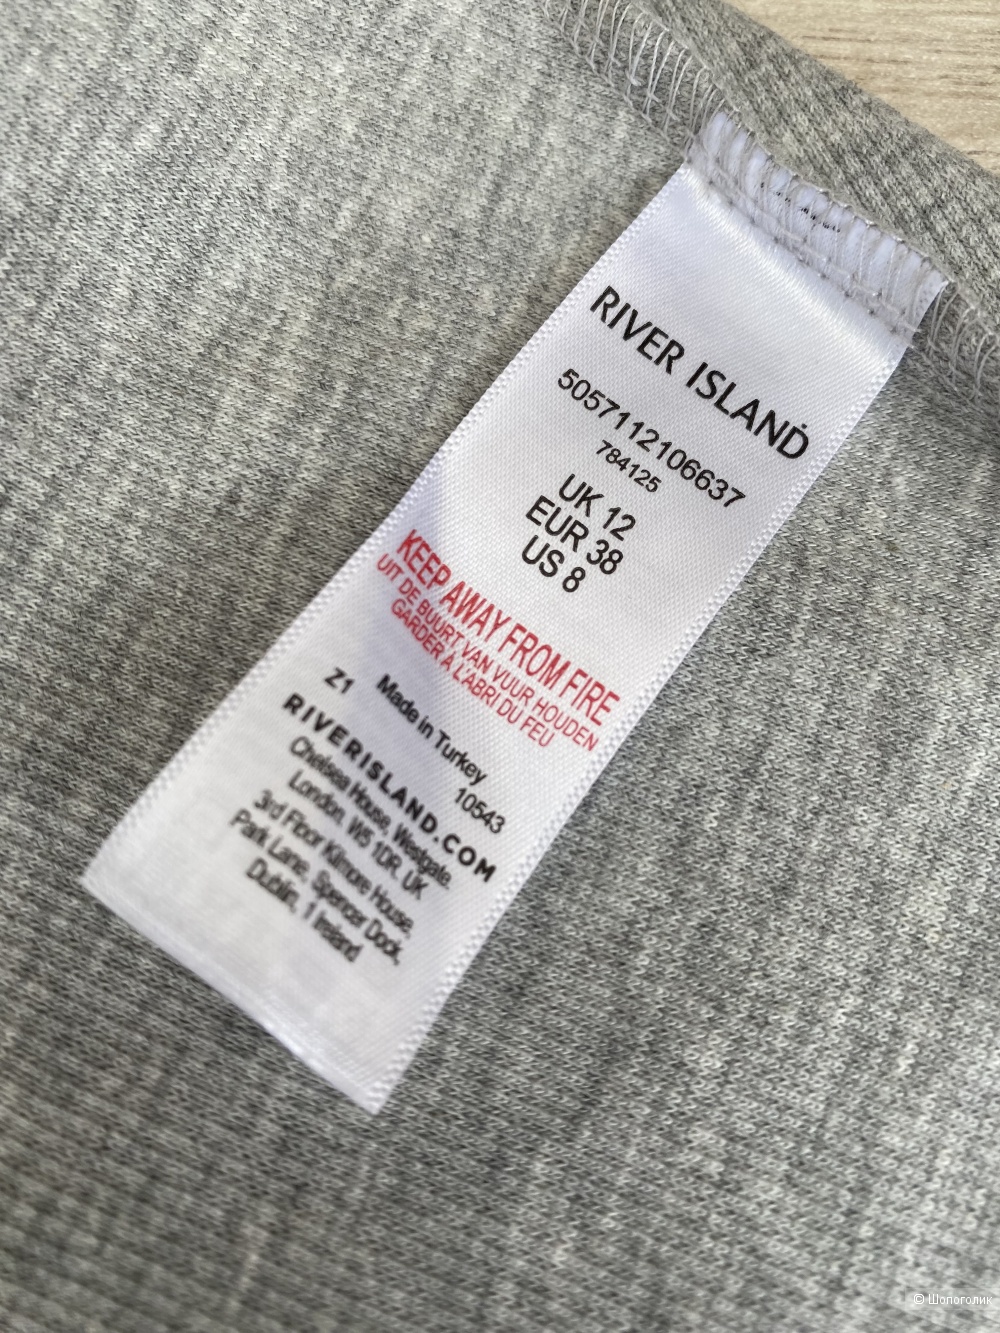 RIVER ISLAND
5057112106637
784125
UK 12
EUR 38
US 8
KEEP AWAY FROM FIRE
UIT DE BUURT VAN VUUR HOUDEN
GARDER À L'ABRI DU FEU
Made in Turkey
Z1 10543
RIVERISLAND.COM
Chelsea House, Westgate,
London, W5 1DR, UK
3rd Floor Kilmore House,
Park Lane, Spencer Dock,
Dublin, 1 Ireland
© Шопоголик